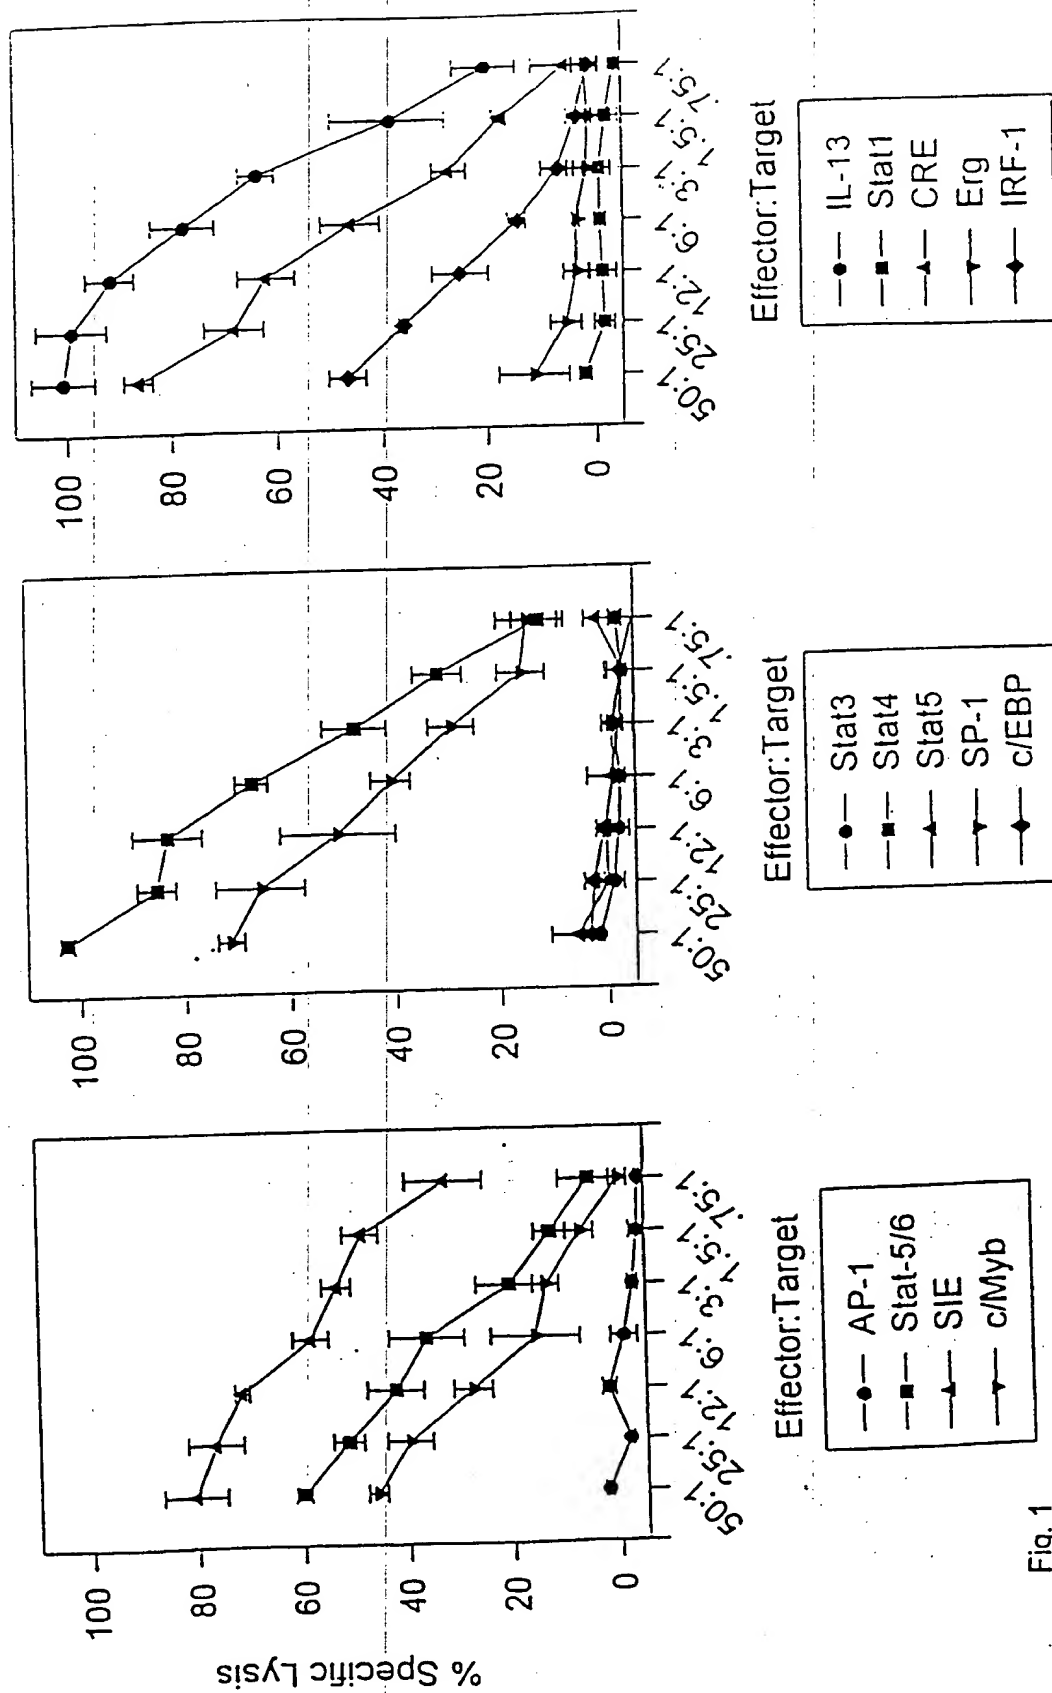 % Specific Lysis
100
80
60
40
20
0
50:1 25:1 12:1 6:1 3:1 1.5:1 .75:1
Effector:Target
AP-1
Stat-5/6
SIE
c/Myb
100
80
60
40
20
0
50:1 25:1 12:1 6:1 3:1 1.5:1 .75:1
Effector:Target
Stat3
Stat4
Stat5
SP-1
c/EBP
100
80
60
40
20
0
50:1 25:1 12:1 6:1 3:1 1.5:1 .75:1
Effector:Target
IL-13
Stat1
CRE
Erg
IRF-1
Fig. 1